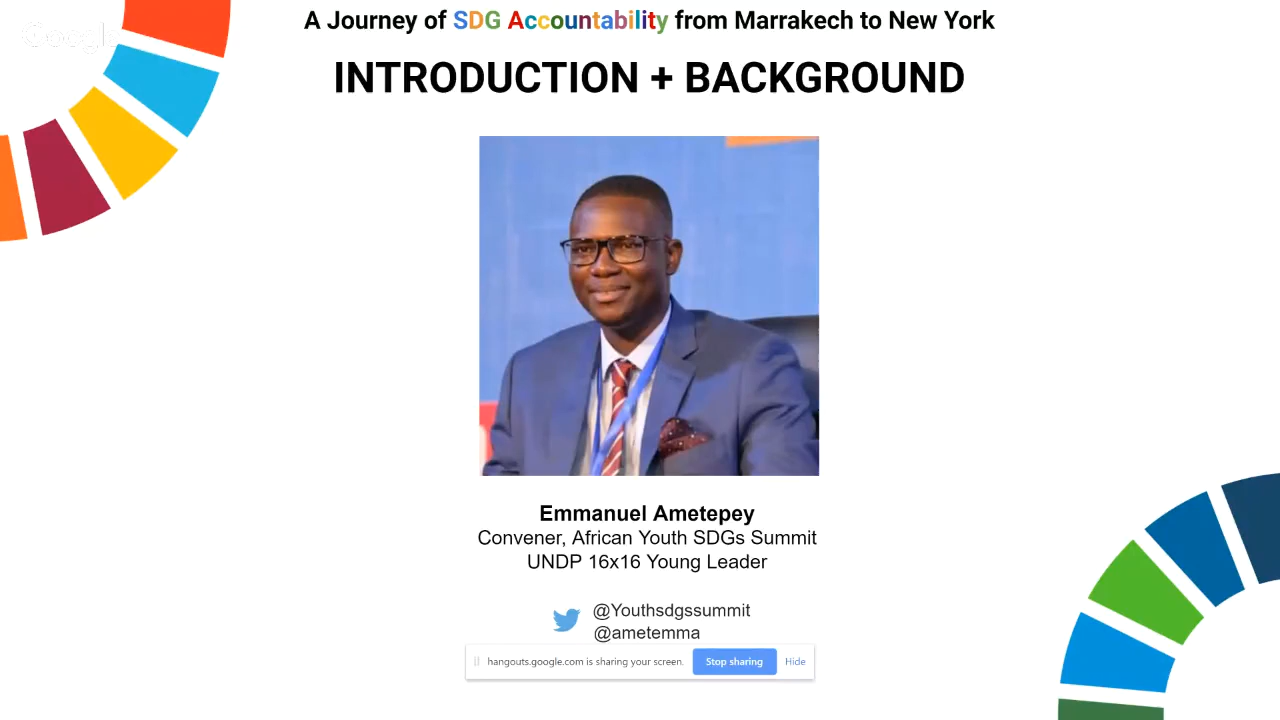 Google
A Journey of SDG Accountability from Marrakech to New York
INTRODUCTION + BACKGROUND
Emmanuel Ametepey
Convener, African Youth SDGs Summit
UNDP 16x16 Young Leader
@Youthsdgssummit
@ametemma
hangouts.google.com is sharing your screen. Stop sharing Hide